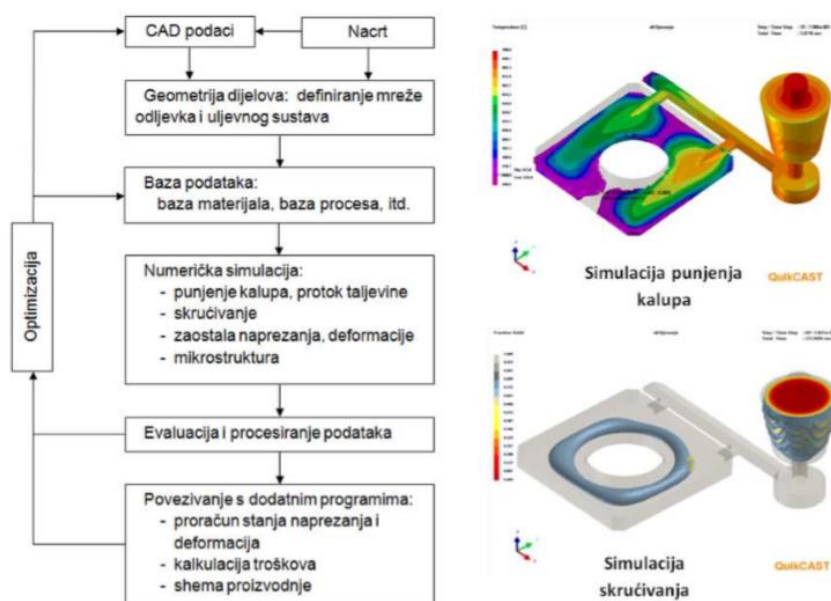 CAD podaci
Nacrt
Geometrija dijelova: definiranje mreže
odljevka i uljevnog sustava
Baza podataka:
baza materijala, baza procesa, itd.
Optimizacija
Numerička simulacija:
- punjenje kalupa, protok taljevine
- skrućivanje
- zaostala naprezanja, deformacije
- mikrostruktura
Evaluacija i procesiranje podataka
Povezivanje s dodatnim programima:
- proračun stanja naprezanja i
deformacija
- kalkulacija troškova
- shema proizvodnje
Simulacija punjenja
kalupa
QuikCAST
Simulacija
skrućivanja
QuikCAST